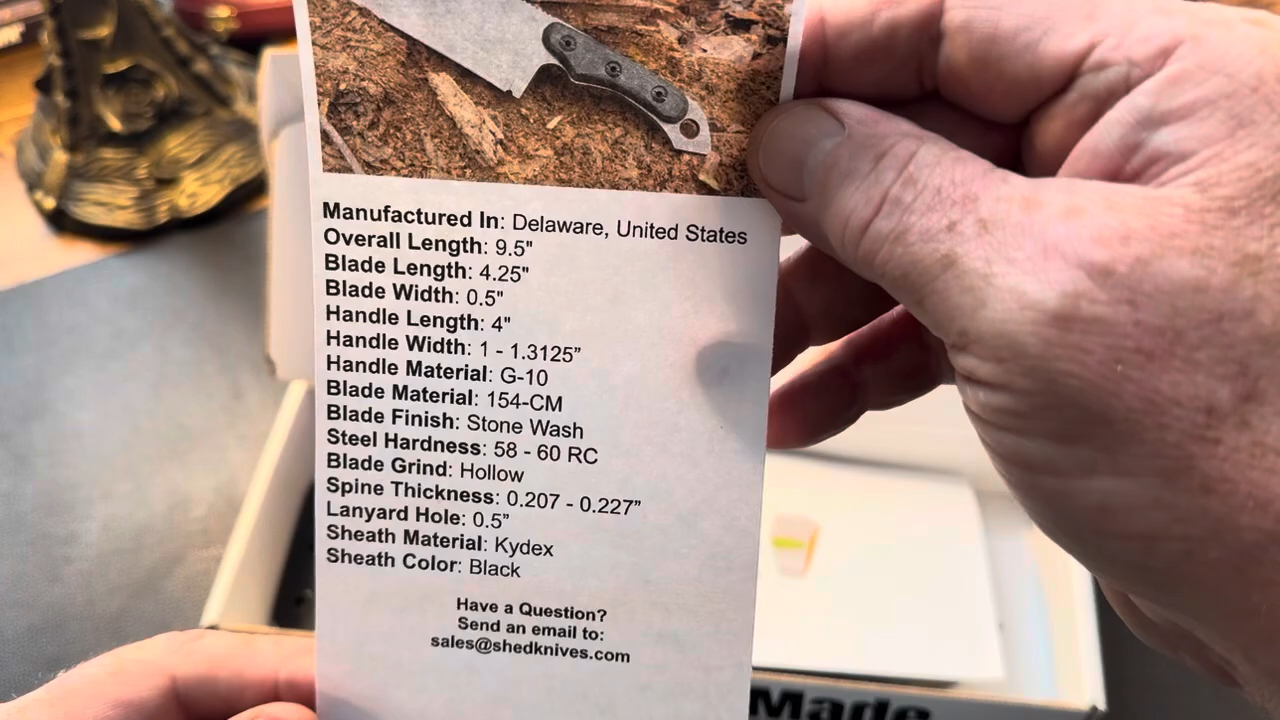 Manufactured In: Delaware, United States
Overall Length: 9.5"
Blade Length: 4.25"
Blade Width: 0.5"
Handle Length: 4"
Handle Width: 1 - 1.3125”
Handle Material: G-10
Blade Material: 154-CM
Blade Finish: Stone Wash
Steel Hardness: 58 - 60 RC
Blade Grind: Hollow
Spine Thickness: 0.207 - 0.227”
Lanyard Hole: 0.5”
Sheath Material: Kydex
Sheath Color: Black
Have a Question?
Send an email to:
sales@shedknives.com
Made